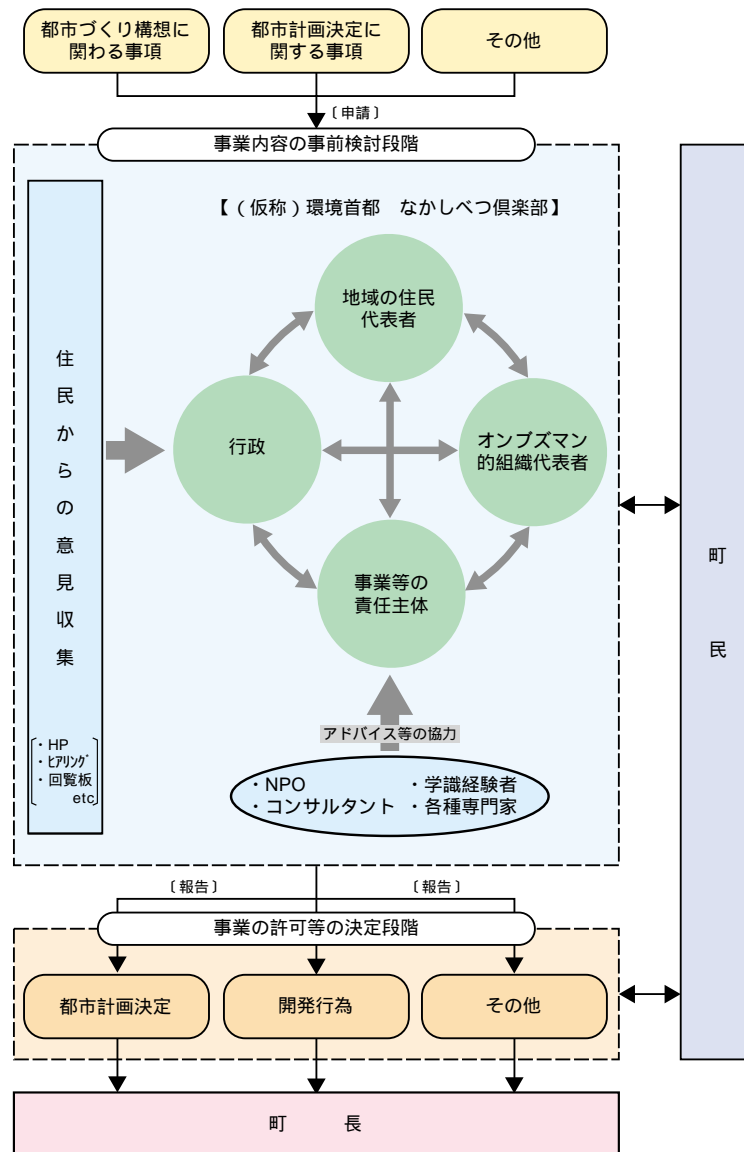 都市づくり構想に
関わる事項
都市計画決定に
関する事項
その他
〔申請〕
事業内容の事前検討段階
【（仮称）環境首都　なかしべつ倶楽部】
住民からの意見収集
・HP
・ﾋｱﾘﾝｸﾞ
・回覧板
etc
地域の住民
代表者
行政
オンブズマン
的組織代表者
事業等の
責任主体
アドバイス等の協力
・NPO
・学識経験者
・コンサルタント
・各種専門家
町民
〔報告〕
〔報告〕
事業の許可等の決定段階
都市計画決定
開発行為
その他
町　長